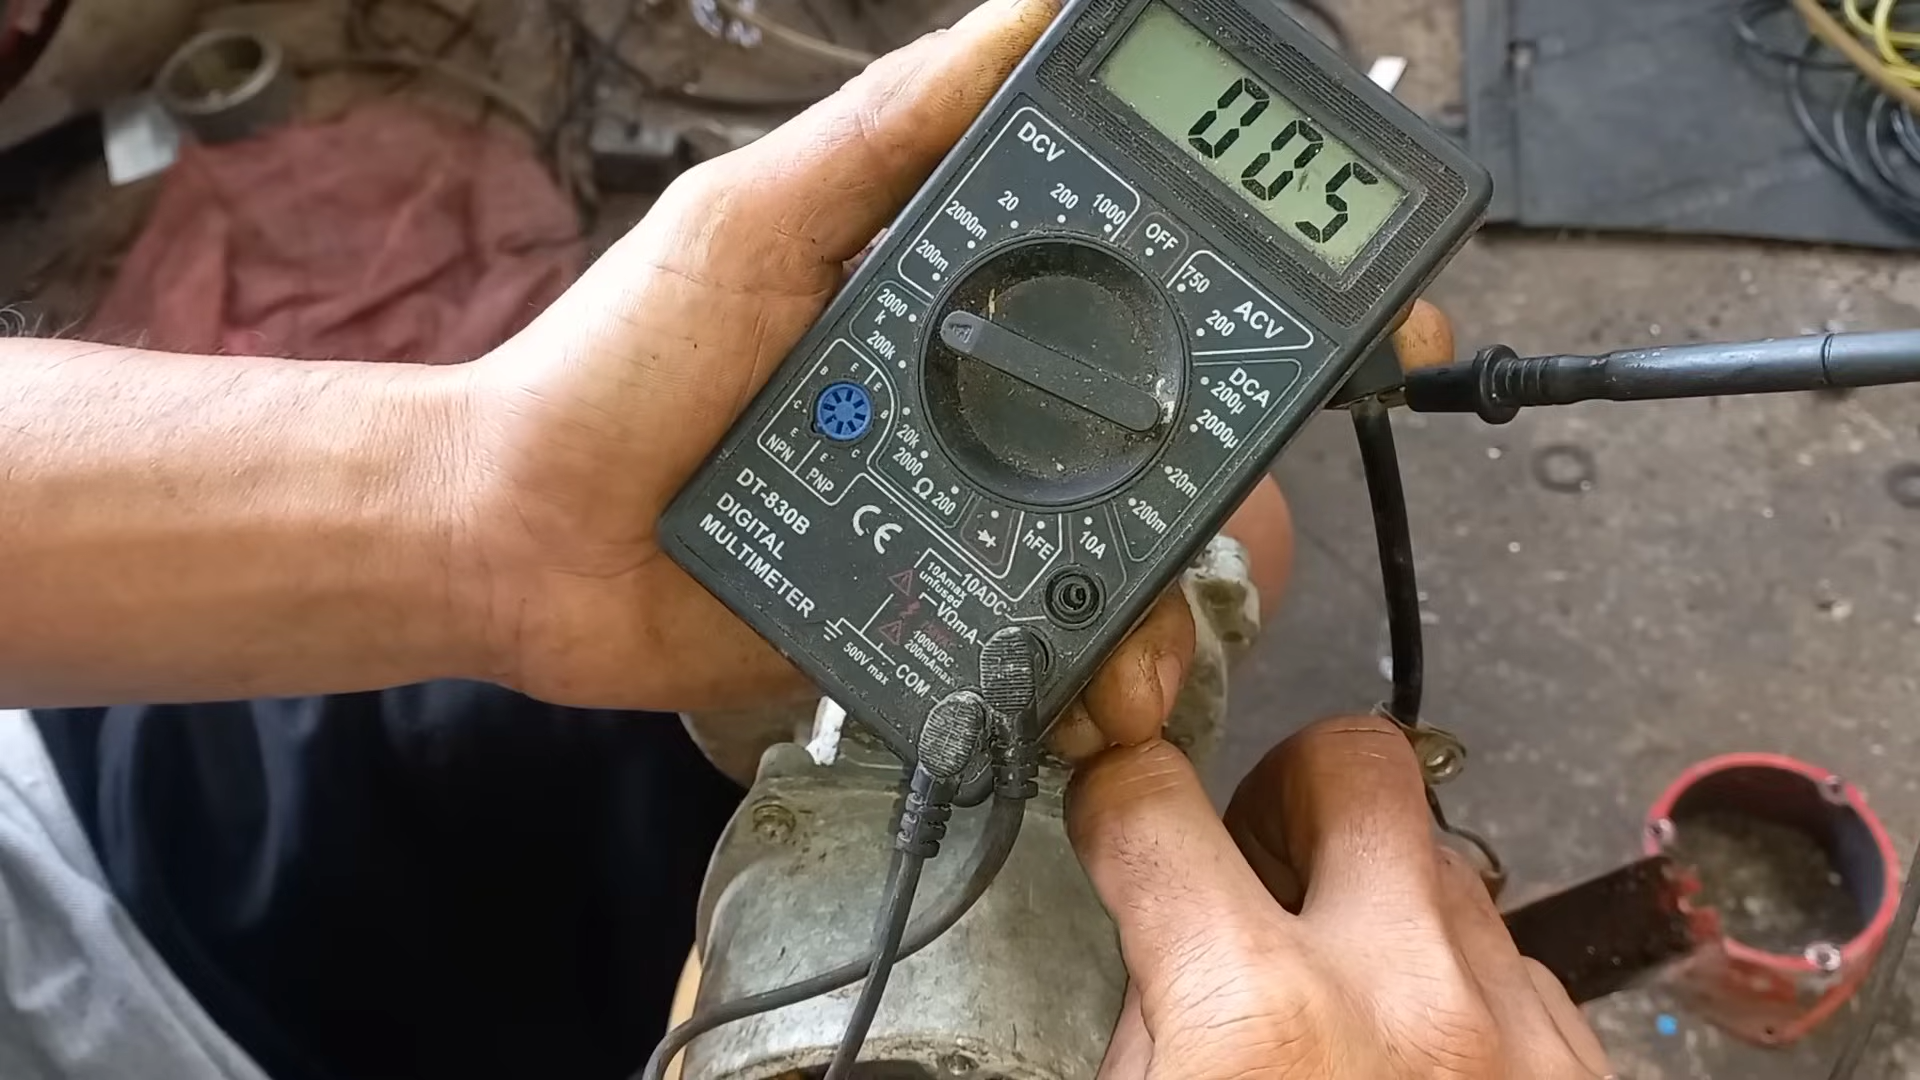 005
DCV
OFF
ACV
1000
200
20
2000m
200m
750
200
2000
k
200k
20k
2000
Ω 200
DCA
200µ
2000µ
20m
200m
10A
hFE
B E E
C B
E C
E
NPN
PNP
DT-830B
DIGITAL
MULTIMETER
CE
10Amax
unfused
10ADC
VΩmA
1000VDC
200mAmax
500V max
COM